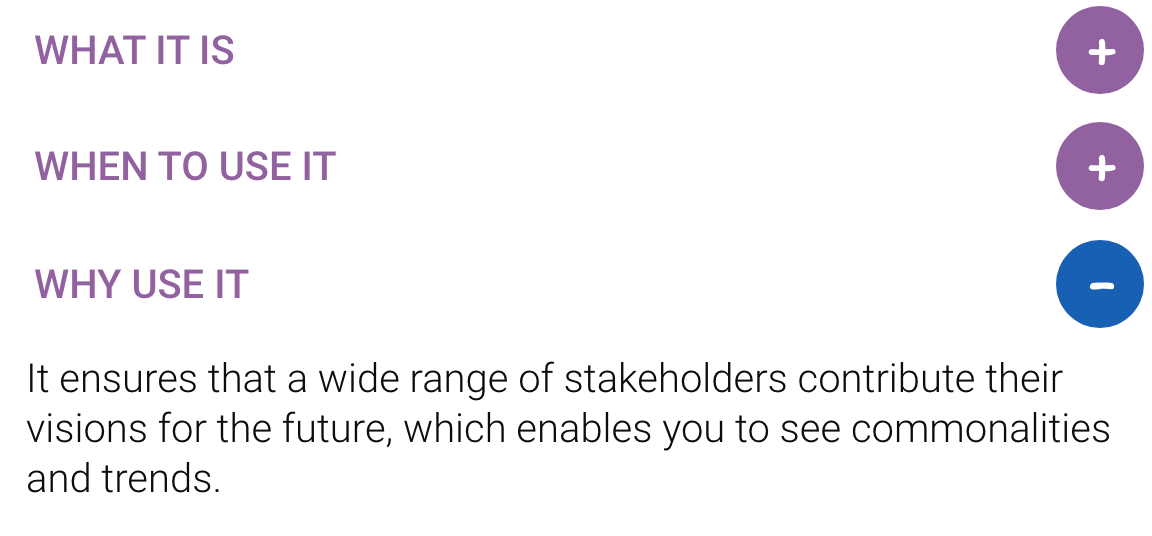 WHAT IT IS
WHEN TO USE IT
WHY USE IT
It ensures that a wide range of stakeholders contribute their
visions for the future, which enables you to see commonalities
and trends.